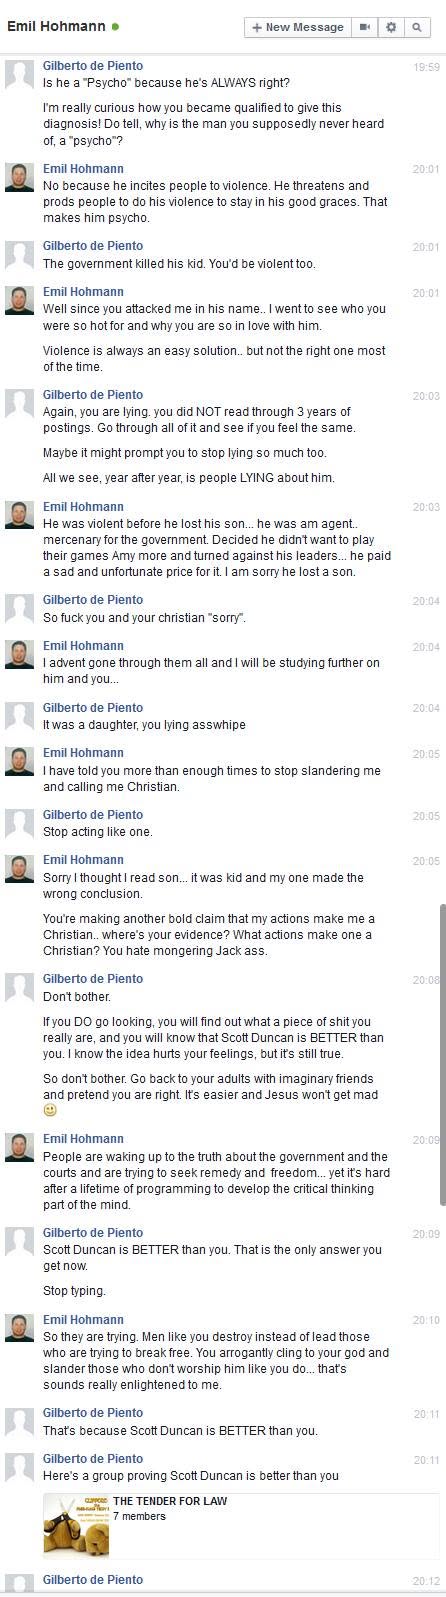 Emil Hohmann
+ New Message
Gilberto de Piento 19:59
Is he a "Psycho" because he's ALWAYS right?
I'm really curious how you became qualified to give this
diagnosis! Do tell, why is the man you supposedly never heard
of, a "psycho"?
Emil Hohmann 20:01
No because he incites people to violence. He threatens and
prods people to do his violence to stay in his good graces. That
makes him psycho.
Gilberto de Piento 20:01
The government killed his kid. You'd be violent too.
Emil Hohmann 20:01
Well since you attacked me in his name.. I went to see who you
were so hot for and why you are so in love with him.
Violence is always an easy solution.. but not the right one most
of the time.
Gilberto de Piento 20:03
Again, you are lying. you did NOT read through 3 years of
postings. Go through all of it and see if you feel the same.
Maybe it might prompt you to stop lying so much too.
All we see, year after year, is people LYING about him.
Emil Hohmann 20:03
He was violent before he lost his son... he was am agent..
mercenary for the government. Decided he didn't want to play
their games Amy more and turned against his leaders... he paid
a sad and unfortunate price for it. I am sorry he lost a son.
Gilberto de Piento 20:04
So fuck you and your christian "sorry".
Emil Hohmann 20:04
I advent gone through them all and I will be studying further on
him and you...
Gilberto de Piento 20:04
It was a daughter, you lying asswhipe
Emil Hohmann 20:05
I have told you more than enough times to stop slandering me
and calling me Christian.
Gilberto de Piento 20:05
Stop acting like one.
Emil Hohmann 20:05
Sorry I thought I read son... it was kid and my one made the
wrong conclusion.
You're making another bold claim that my actions make me a
Christian.. where's your evidence? What actions make one a
Christian? You hate mongering Jack ass.
Gilberto de Piento 20:08
Don't bother.
If you DO go looking, you will find out what a piece of shit you
really are, and you will know that Scott Duncan is BETTER than
you. I know the idea hurts your feelings, but it's still true.
So don't bother. Go back to your adults with imaginary friends
and pretend you are right. It's easier and Jesus won't get mad
Emil Hohmann 20:09
People are waking up to the truth about the government and the
courts and are trying to seek remedy and freedom... yet it's hard
after a lifetime of programming to develop the critical thinking
part of the mind.
Gilberto de Piento 20:09
Scott Duncan is BETTER than you. That is the only answer you
get now.
Stop typing.
Emil Hohmann 20:10
So they are trying. Men like you destroy instead of lead those
who are trying to break free. You arrogantly cling to your god and
slander those who don't worship him like you do... that's
sounds really enlightened to me.
Gilberto de Piento 20:11
That's because Scott Duncan is BETTER than you.
Gilberto de Piento 20:11
Here's a group proving Scott Duncan is better than you
THE TENDER FOR LAW
7 members
Gilberto de Piento 20:12